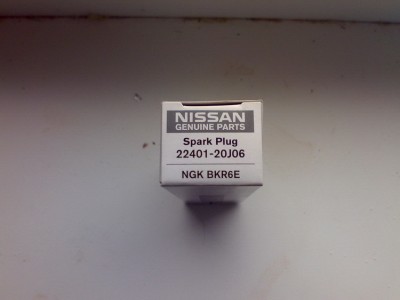 NISSAN
GENUINE PARTS
Spark Plug
22401-20J06
NGK BKR6E